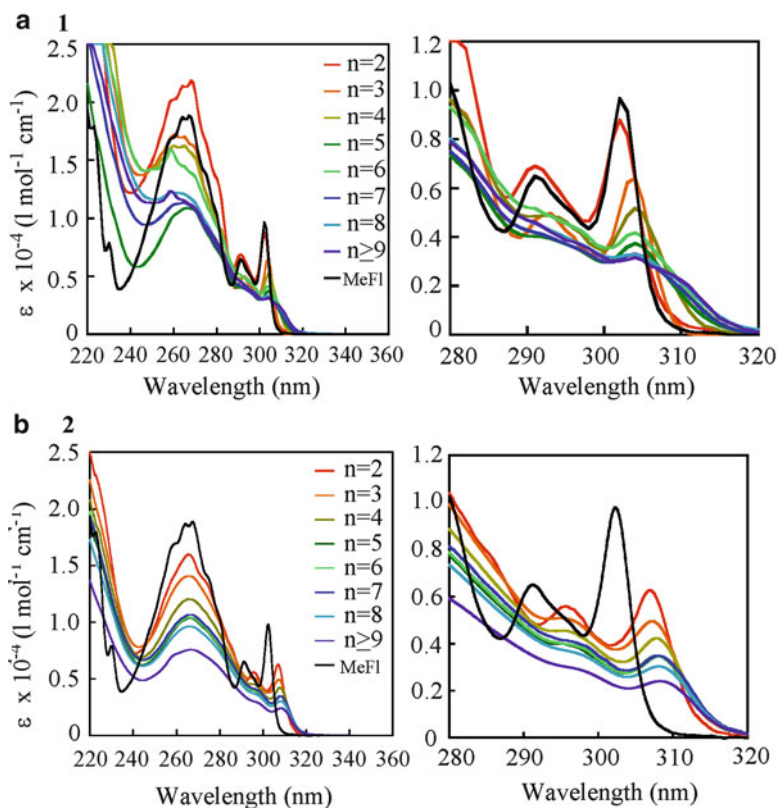 a 1
2.5
2.0
1.5
1.0
0.5
0
220 240 260 280 300 320 340 360
ε x 10⁻⁴ (l mol⁻¹ cm⁻¹)
Wavelength (nm)
n=2
n=3
n=4
n=5
n=6
n=7
n=8
n≥9
MeFl
1.2
1.0
0.8
0.6
0.4
0.2
0
280 290 300 310 320
Wavelength (nm)
b 2
2.5
2.0
1.5
1.0
0.5
0
220 240 260 280 300 320 340 360
ε x 10⁻⁴ (l mol⁻¹ cm⁻¹)
Wavelength (nm)
n=2
n=3
n=4
n=5
n=6
n=7
n=8
n≥9
MeFl
1.2
1.0
0.8
0.6
0.4
0.2
0
280 290 300 310 320
Wavelength (nm)